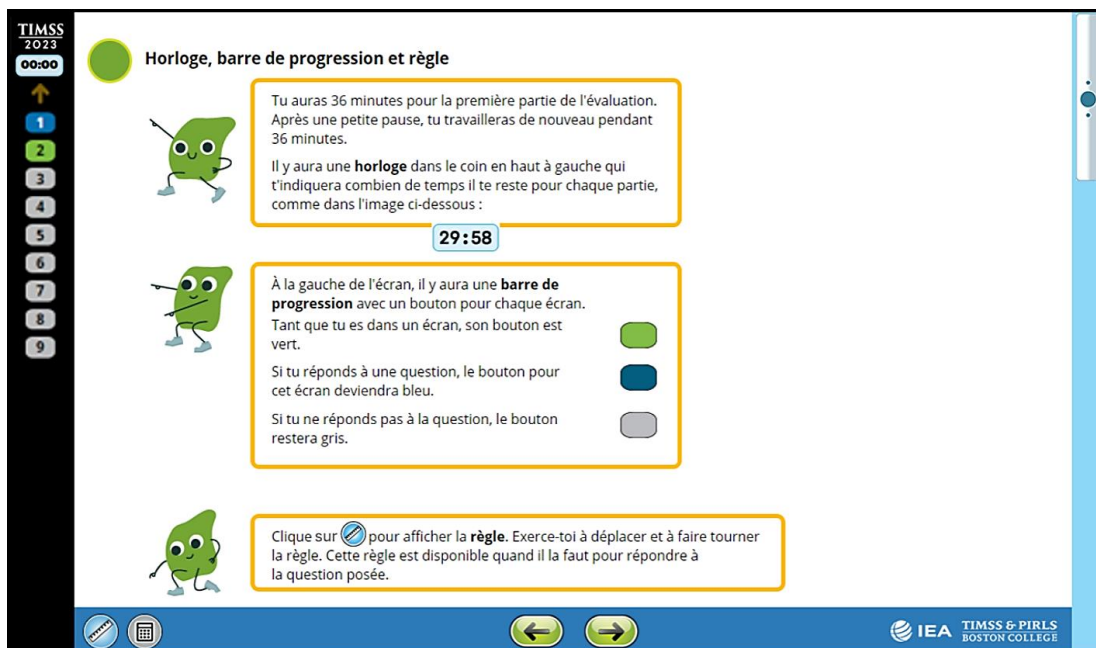 TIMSS
2023
00:00
1
2
3
4
5
6
7
8
9
Horloge, barre de progression et règle
Tu auras 36 minutes pour la première partie de l'évaluation.
Après une petite pause, tu travailleras de nouveau pendant
36 minutes.
Il y aura une horloge dans le coin en haut à gauche qui
t'indiquera combien de temps il te reste pour chaque partie,
comme dans l'image ci-dessous :
29:58
À la gauche de l'écran, il y aura une barre de
progression avec un bouton pour chaque écran.
Tant que tu es dans un écran, son bouton est
vert.
Si tu réponds à une question, le bouton pour
cet écran deviendra bleu.
Si tu ne réponds pas à la question, le bouton
restera gris.
Clique sur pour afficher la règle. Exerce-toi à déplacer et à faire tourner
la règle. Cette règle est disponible quand il la faut pour répondre à
la question posée.
IEA
TIMSS & PIRLS
BOSTON COLLEGE